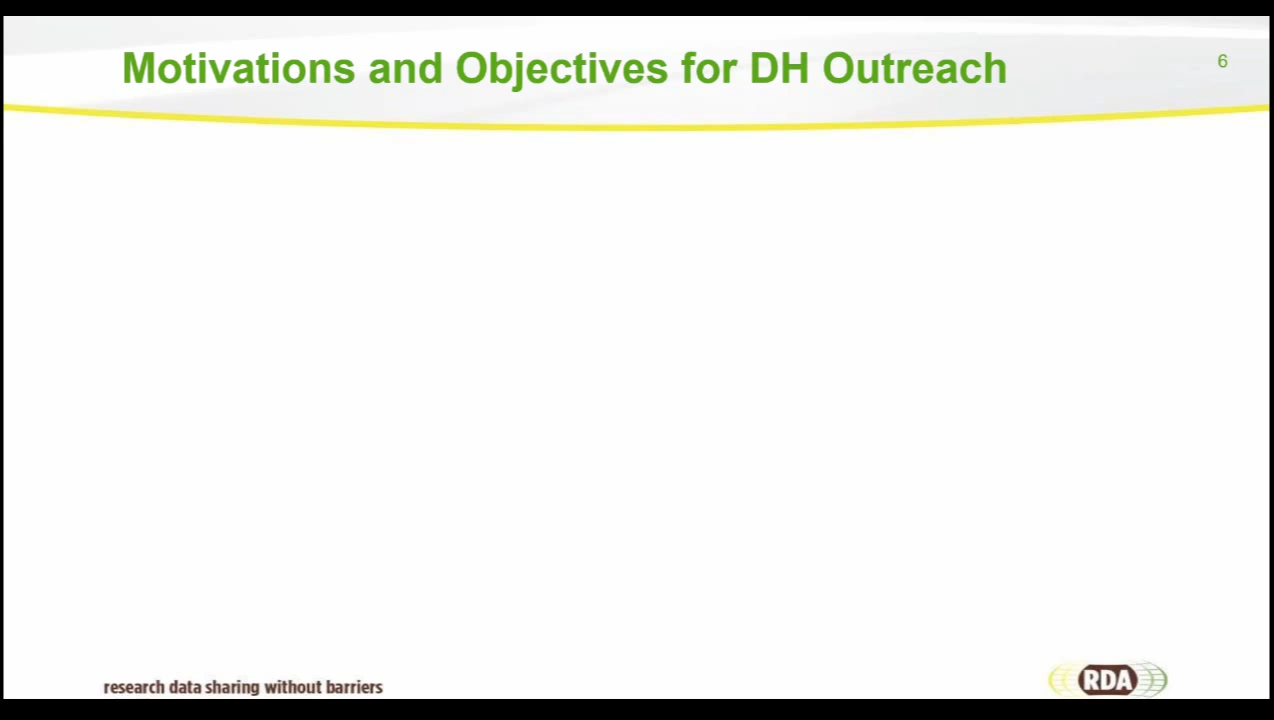 Motivations and Objectives for DH Outreach
6
research data sharing without barriers
RDA